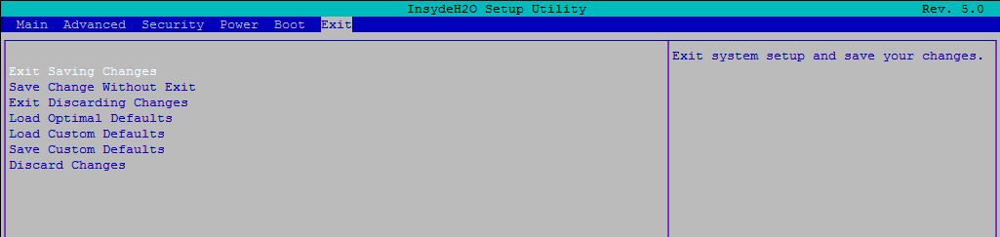 InsydeH2O Setup Utility Rev. 5.0
Main Advanced Security Power Boot Exit
Exit Saving Changes
Save Change Without Exit
Exit Discarding Changes
Load Optimal Defaults
Load Custom Defaults
Save Custom Defaults
Discard Changes
Exit system setup and save your changes.